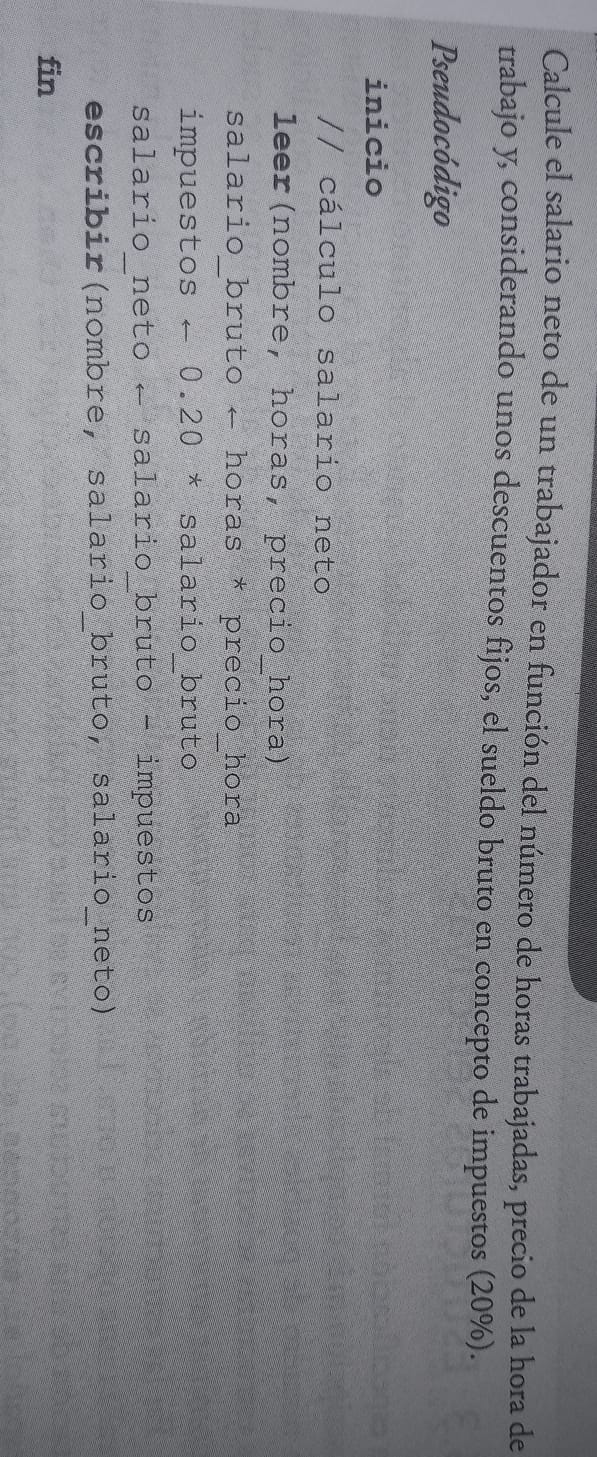 Calcule el salario neto de un trabajador en función del número de horas trabajadas, precio de la hora de
trabajo y, considerando unos descuentos fijos, el sueldo bruto en concepto de impuestos (20%).
Pseudocódigo
inicio
// cálculo salario neto
leer(nombre, horas, precio_hora)
salario_bruto ← horas * precio_hora
impuestos ← 0.20 * salario_bruto
salario_neto ← salario_bruto - impuestos
escribir(nombre, salario_bruto, salario_neto)
fin